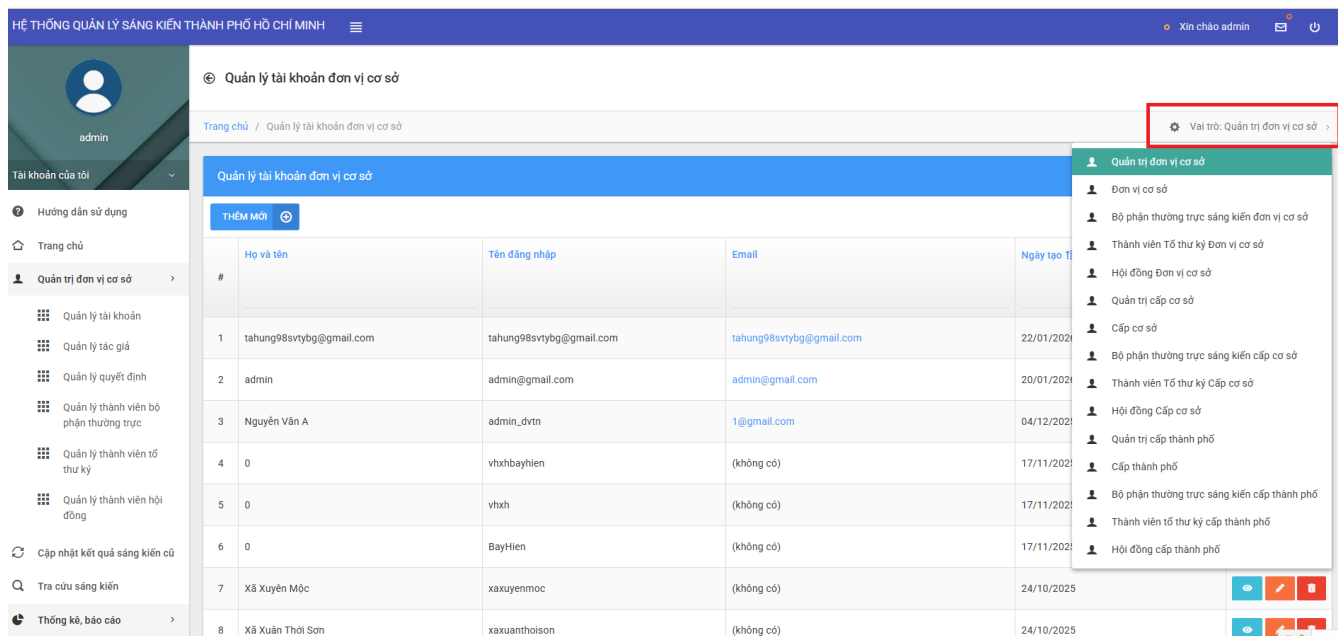 HỆ THỐNG QUẢN LÝ SÁNG KIẾN THÀNH PHỐ HỒ CHÍ MINH
Xin chào admin
admin
Tài khoản của tôi
Hướng dẫn sử dụng
Trang chủ
Quản trị đơn vị cơ sở
Quản lý tài khoản
Quản lý tác giả
Quản lý quyết định
Quản lý thành viên bộ
phận thường trực
Quản lý thành viên tổ
thư ký
Quản lý thành viên hội
đồng
Cập nhật kết quả sáng kiến cũ
Tra cứu sáng kiến
Thống kê, báo cáo
Quản lý tài khoản đơn vị cơ sở
Trang chủ / Quản lý tài khoản đơn vị cơ sở
Vai trò: Quản trị đơn vị cơ sở
Quản trị đơn vị cơ sở
Đơn vị cơ sở
Bộ phận thường trực sáng kiến đơn vị cơ sở
Thành viên Tổ thư ký Đơn vị cơ sở
Hội đồng Đơn vị cơ sở
Quản trị cấp cơ sở
Cấp cơ sở
Bộ phận thường trực sáng kiến cấp cơ sở
Thành viên Tổ thư ký Cấp cơ sở
Hội đồng Cấp cơ sở
Quản trị cấp thành phố
Cấp thành phố
Bộ phận thường trực sáng kiến cấp thành phố
Thành viên tổ thư ký cấp thành phố
Hội đồng cấp thành phố
Quản lý tài khoản đơn vị cơ sở
THÊM MỚI
# Họ và tên Tên đăng nhập Email Ngày tạo
1 tahung98svtybg@gmail.com tahung98svtybg@gmail.com tahung98svtybg@gmail.com 22/01/2026
2 admin admin@gmail.com admin@gmail.com 20/01/2026
3 Nguyễn Văn A admin_dvtn 1@gmail.com 04/12/2025
4 0 vhxhbayhien (không có) 17/11/2025
5 0 vhxh (không có) 17/11/2025
6 0 BayHien (không có) 17/11/2025
7 Xã Xuyên Mộc xaxuyenmoc (không có) 24/10/2025
8 Xã Xuân Thới Sơn xaxuanthoison (không có) 24/10/2025